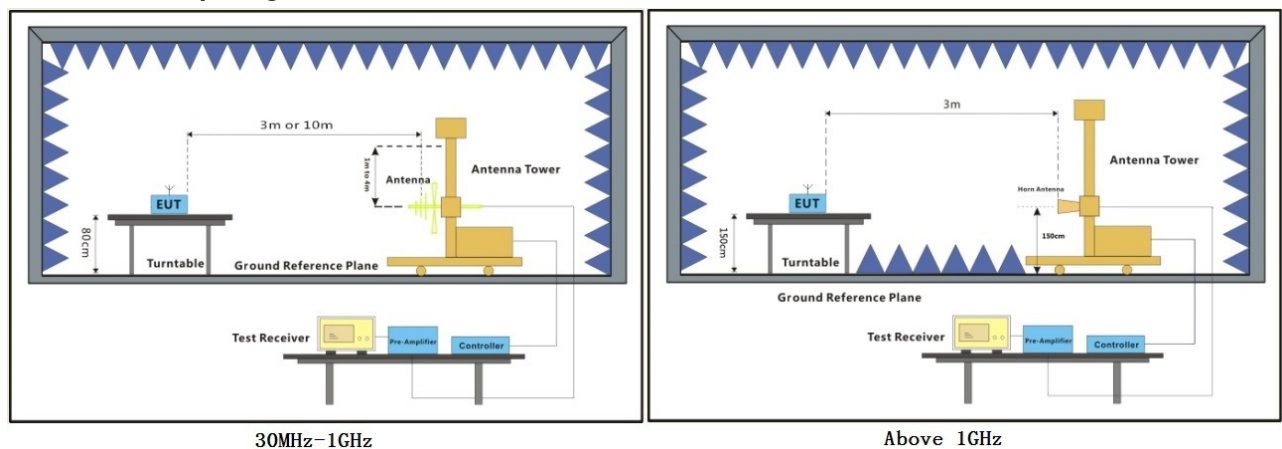 3m or 10m
1m to 4m
Antenna
Antenna Tower
EUT
80cm
Turntable
Ground Reference Plane
Test Receiver
Pre-Amplifier
Controller
30MHz-1GHz
3m
Horn Antenna
Antenna Tower
EUT
150cm
150cm
Turntable
Ground Reference Plane
Test Receiver
Pre-Amplifier
Controller
Above 1GHz